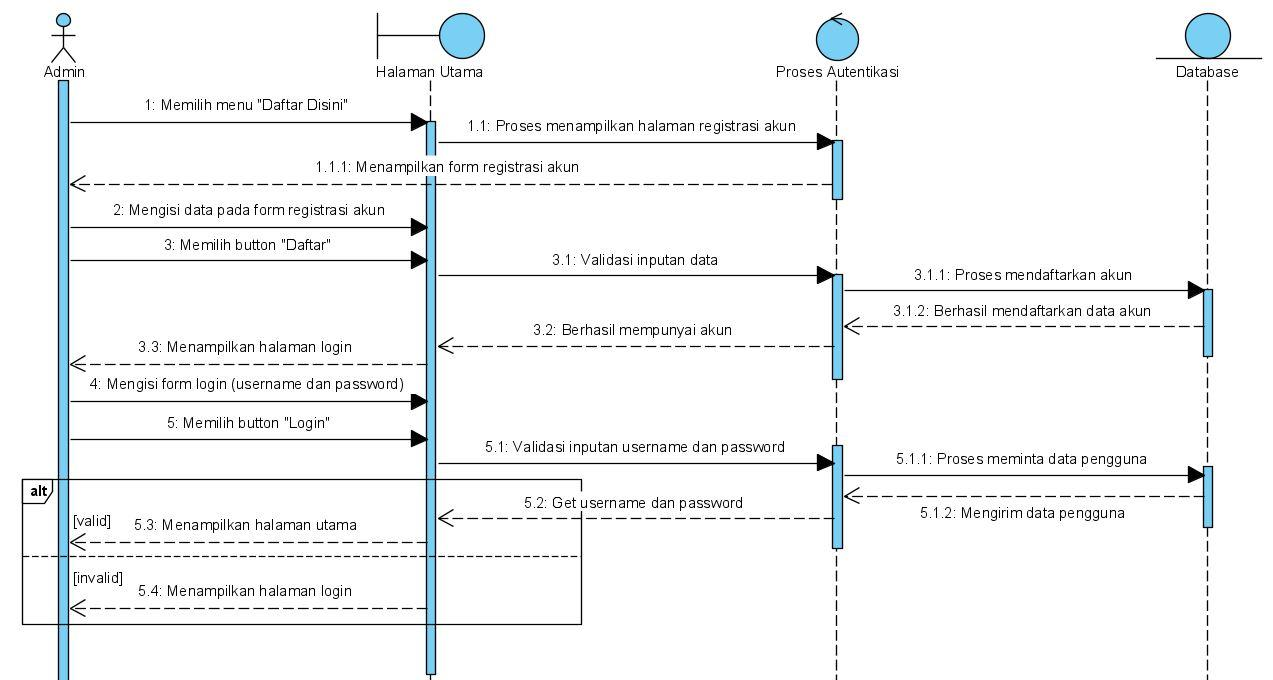 Admin
Halaman Utama
Proses Autentikasi
Database
1: Memilih menu "Daftar Disini"
1.1: Proses menampilkan halaman registrasi akun
1.1.1: Menampilkan form registrasi akun
2: Mengisi data pada form registrasi akun
3: Memilih button "Daftar"
3.1: Validasi inputan data
3.1.1: Proses mendaftarkan akun
3.1.2: Berhasil mendaftarkan data akun
3.2: Berhasil mempunyai akun
3.3: Menampilkan halaman login
4: Mengisi form login (username dan password)
5: Memilih button "Login"
5.1: Validasi inputan username dan password
5.1.1: Proses meminta data pengguna
alt
5.2: Get username dan password
5.1.2: Mengirim data pengguna
[valid]
5.3: Menampilkan halaman utama
[invalid]
5.4: Menampilkan halaman login